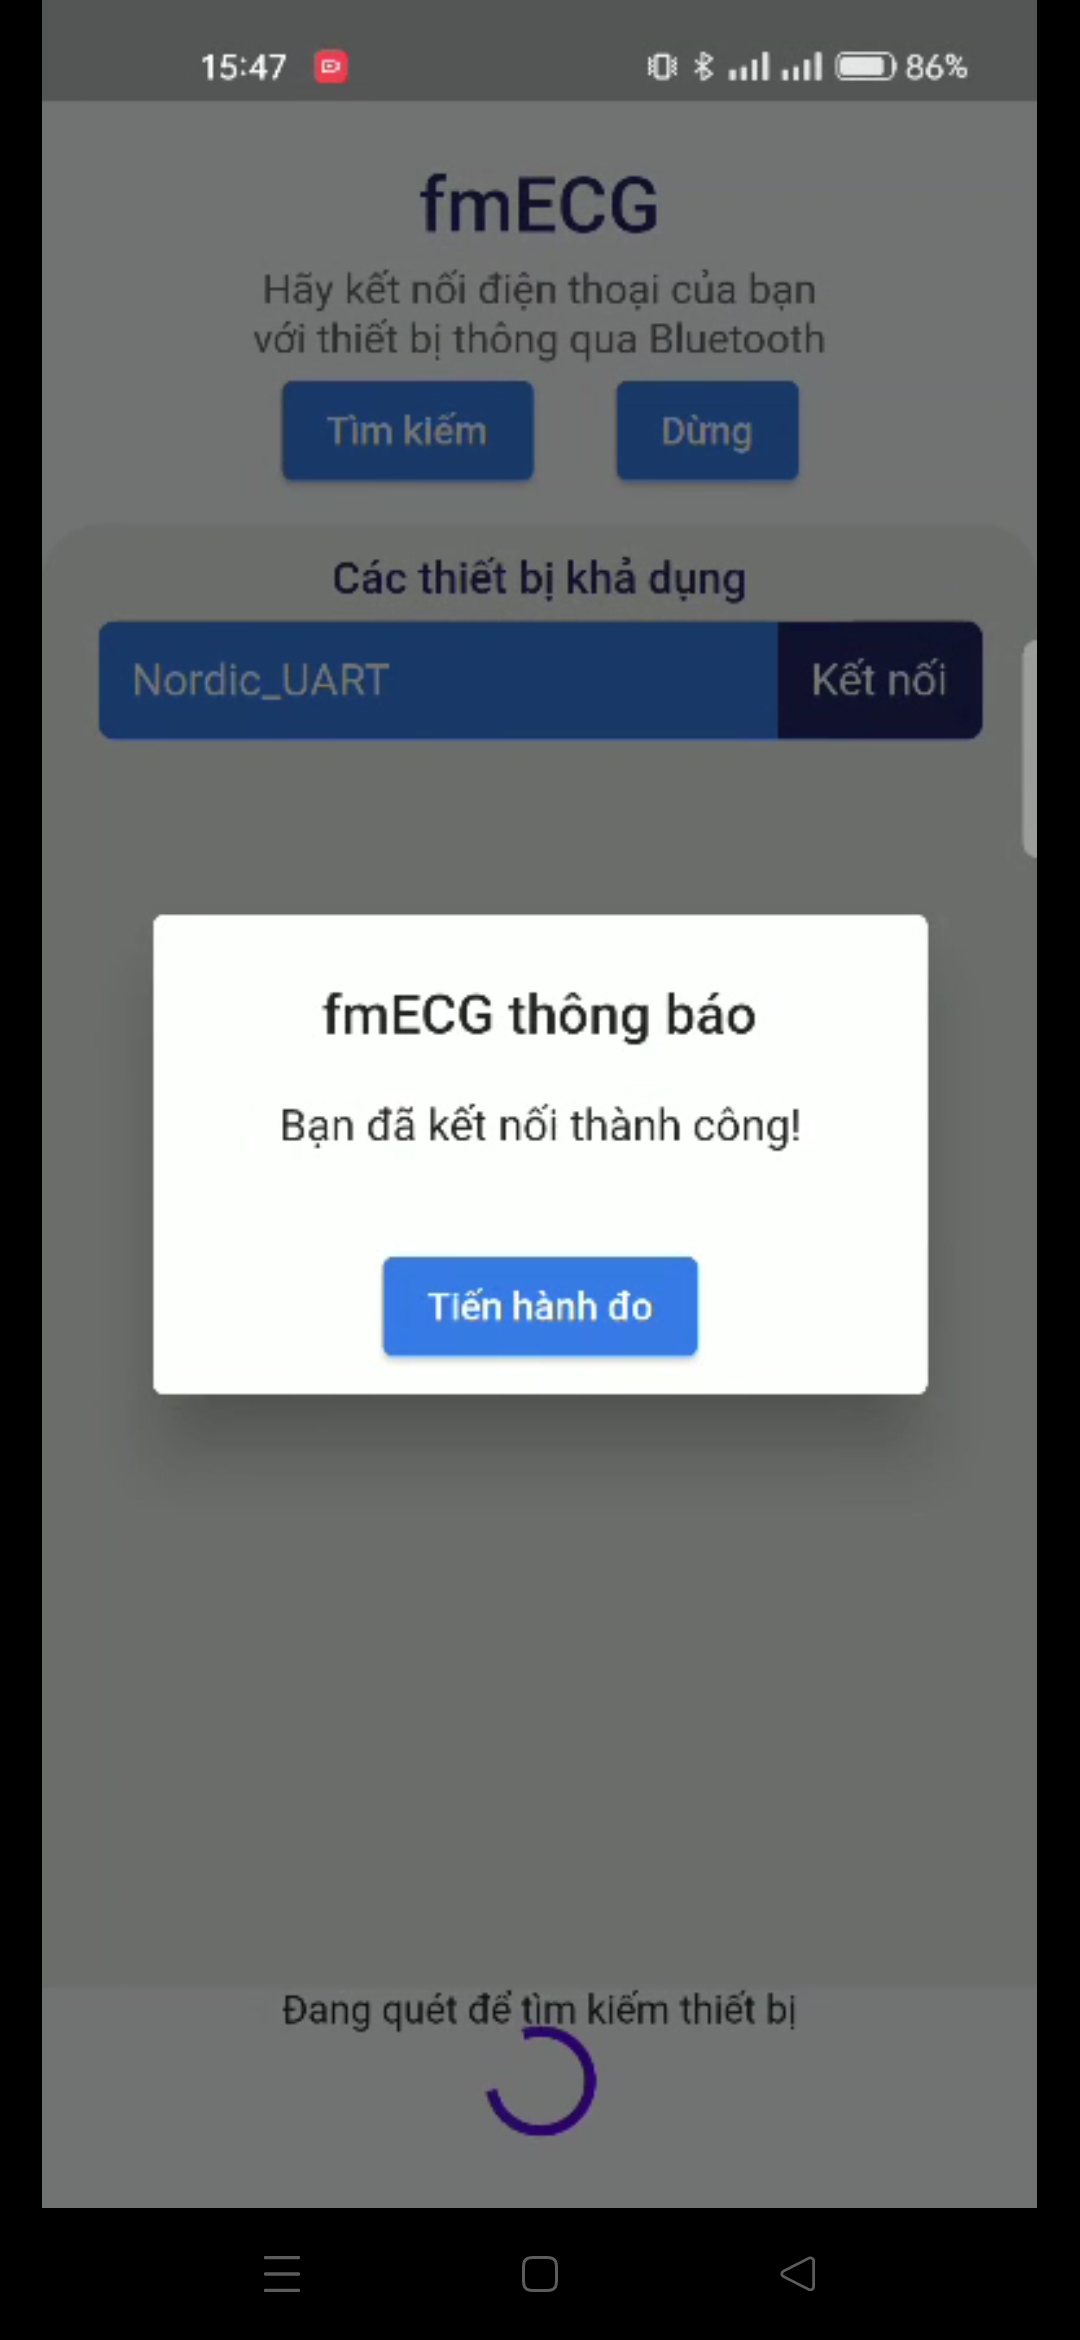 15:47
86%
fmECG
Hãy kết nối điện thoại của bạn
với thiết bị thông qua Bluetooth
Tìm kiếm
Dừng
Các thiết bị khả dụng
Nordic_UART
Kết nối
fmECG thông báo
Bạn đã kết nối thành công!
Tiến hành đo
Đang quét để tìm kiếm thiết bị